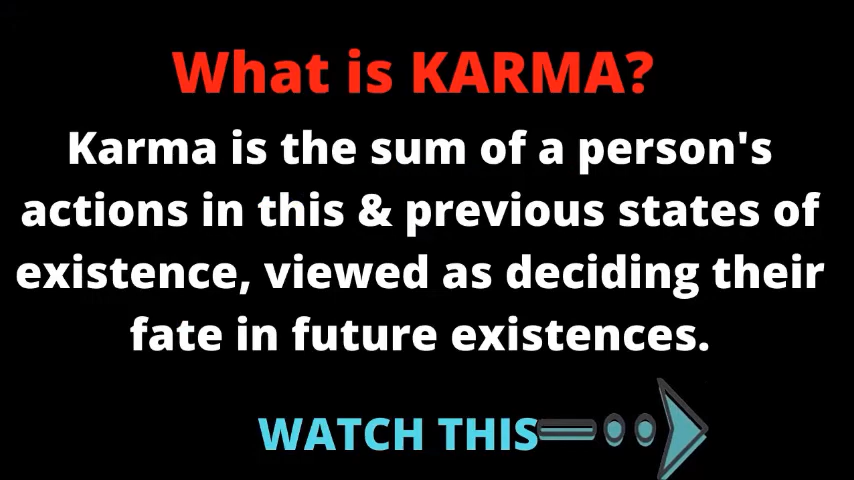 What is KARMA?
Karma is the sum of a person's
actions in this & previous states of
existence, viewed as deciding their
fate in future existences.
WATCH THIS